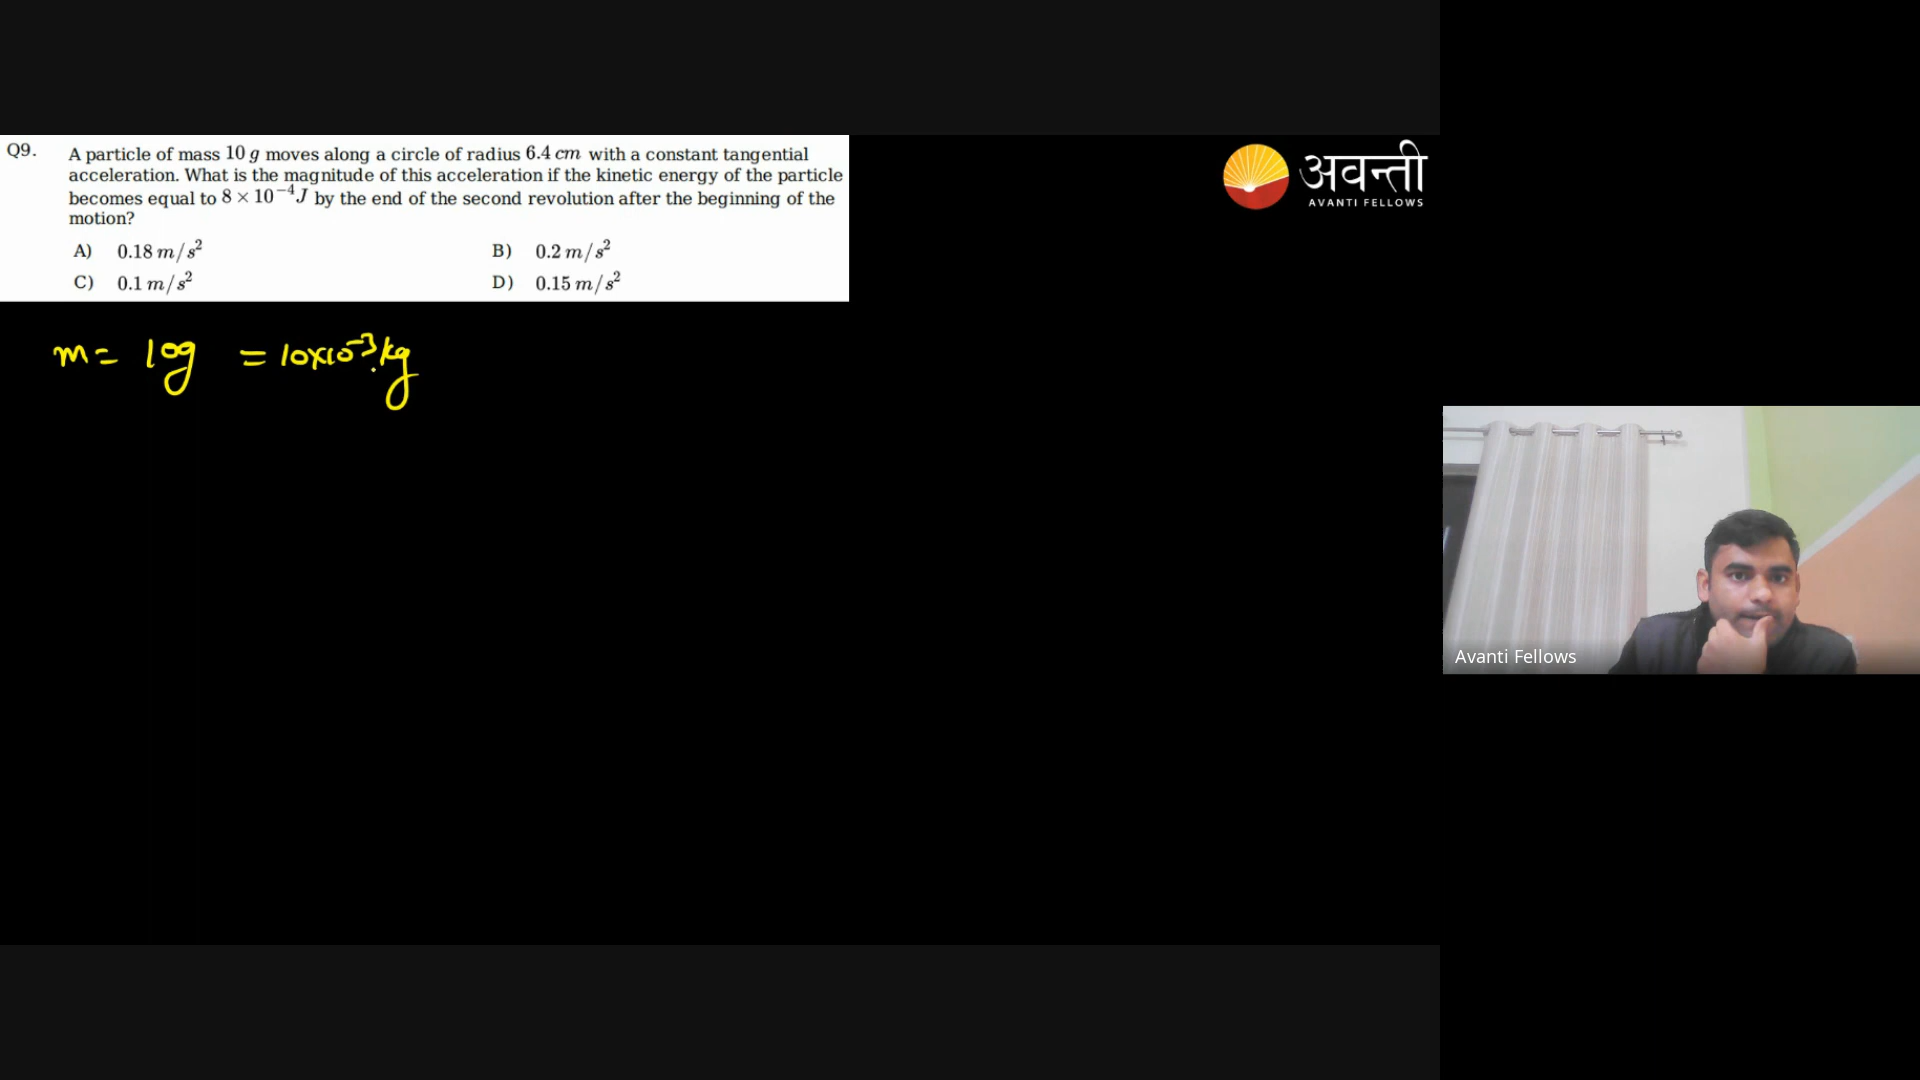 Q9. A particle of mass 10 g moves along a circle of radius 6.4 cm with a constant tangential
acceleration. What is the magnitude of this acceleration if the kinetic energy of the particle
becomes equal to 8 × 10⁻⁴ J by the end of the second revolution after the beginning of the
motion?
A) 0.18 m/s² B) 0.2 m/s²
C) 0.1 m/s² D) 0.15 m/s²
m = 10g = 10×10⁻³ kg
अवन्ती
AVANTI FELLOWS
Avanti Fellows